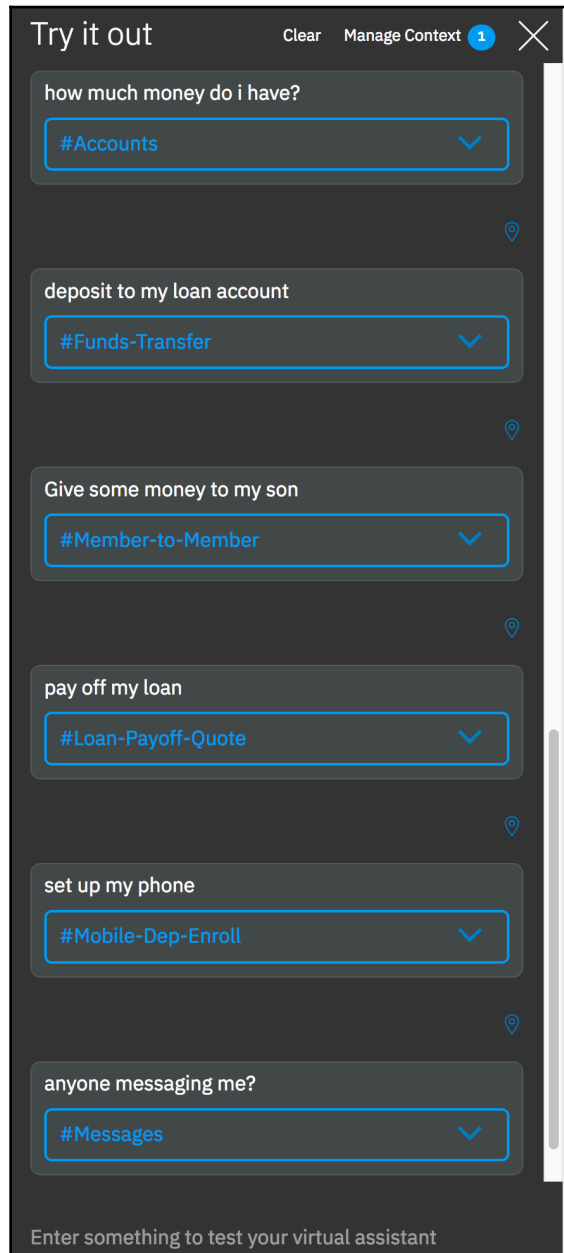 Try it out Clear Manage Context 1
how much money do i have?
#Accounts
deposit to my loan account
#Funds-Transfer
Give some money to my son
#Member-to-Member
pay off my loan
#Loan-Payoff-Quote
set up my phone
#Mobile-Dep-Enroll
anyone messaging me?
#Messages
Enter something to test your virtual assistant